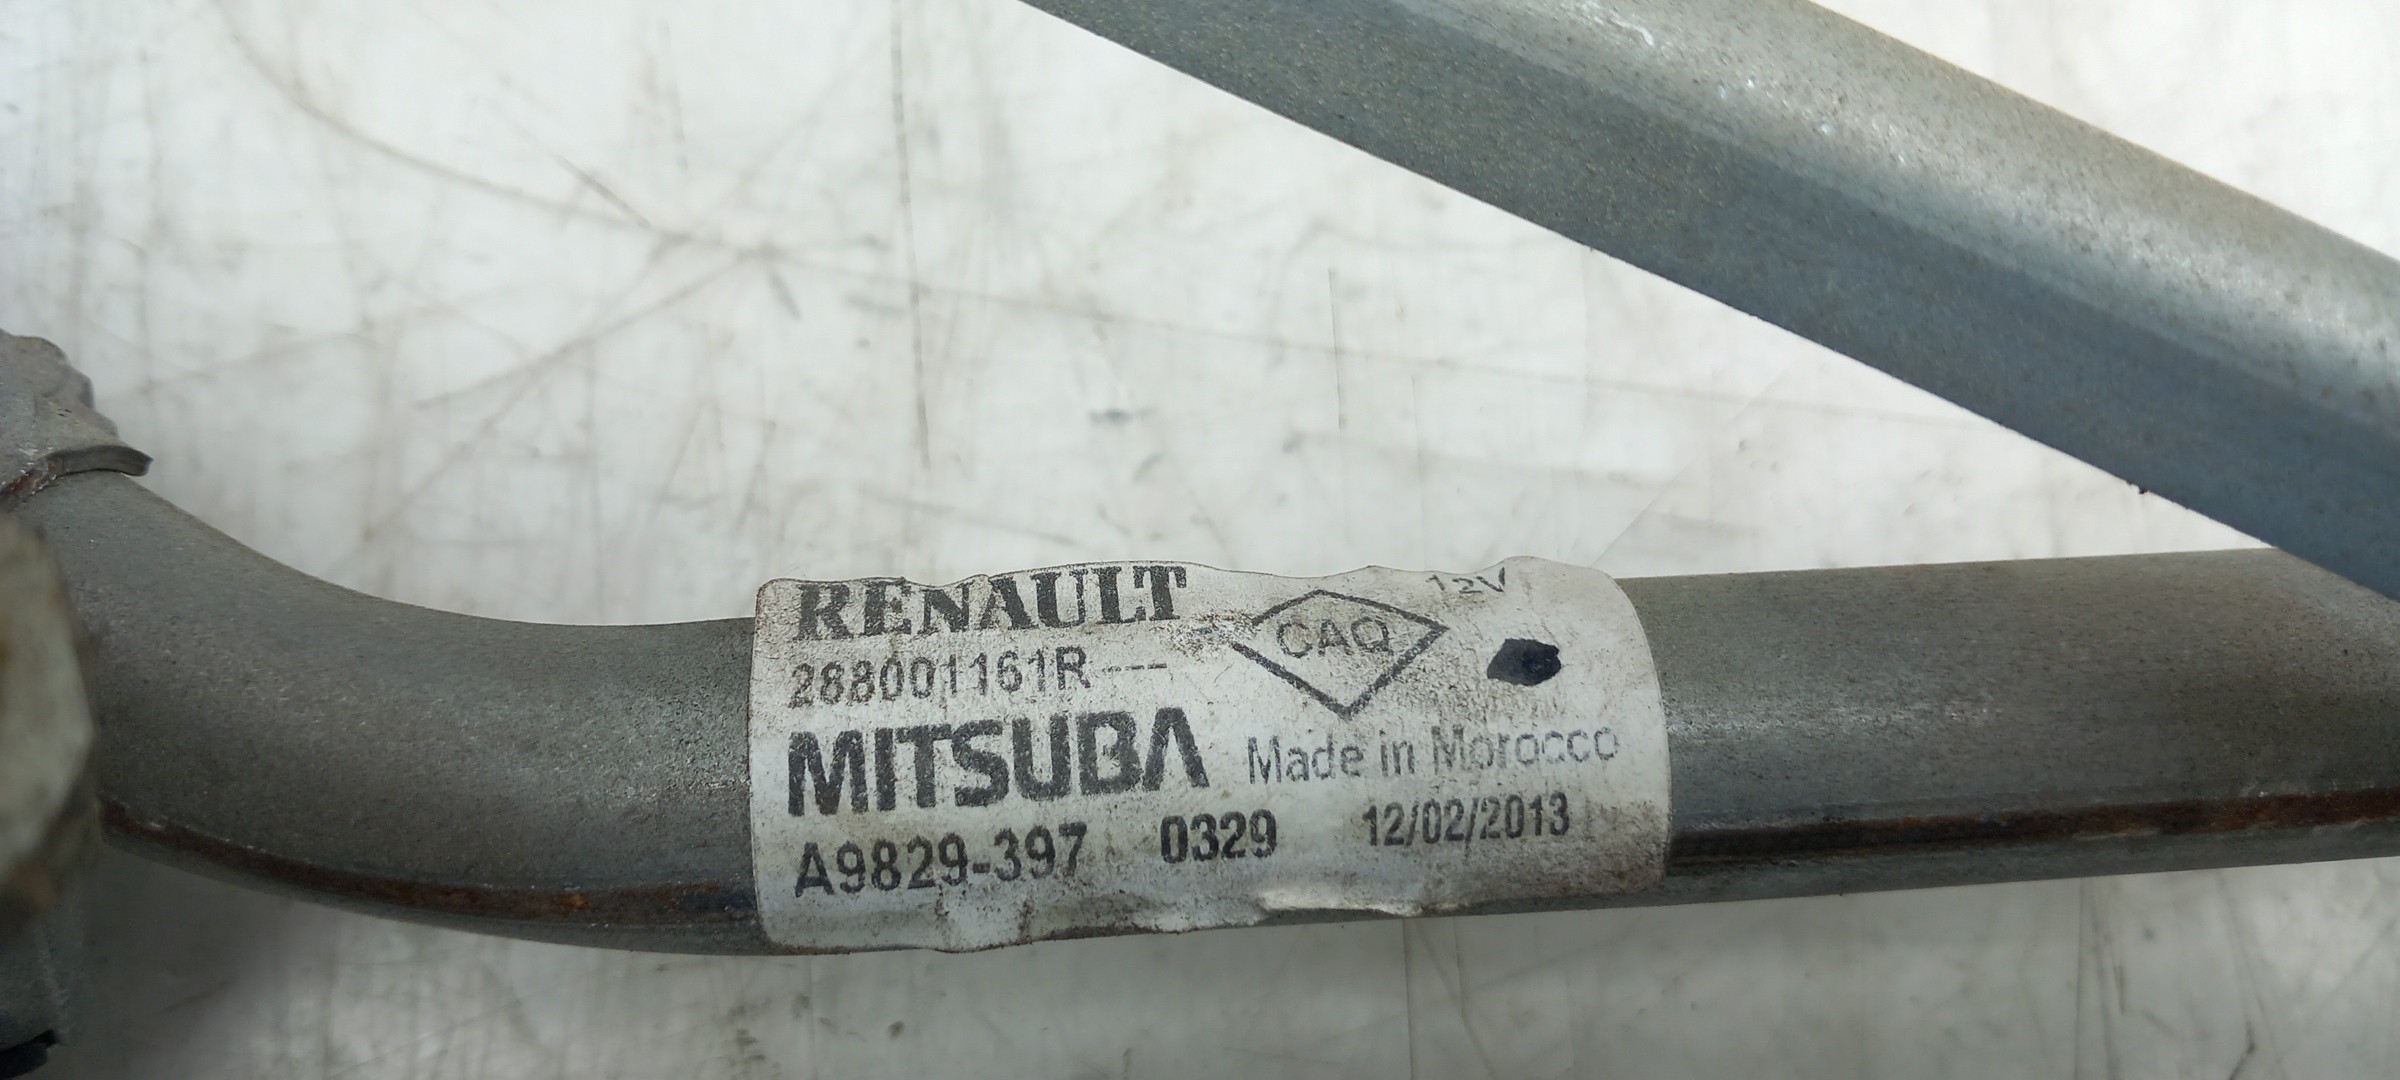 RENAULT
288001161R---
CAQ
12V
MITSUBA Made in Morocco
A9829-397 0329 12/02/2013